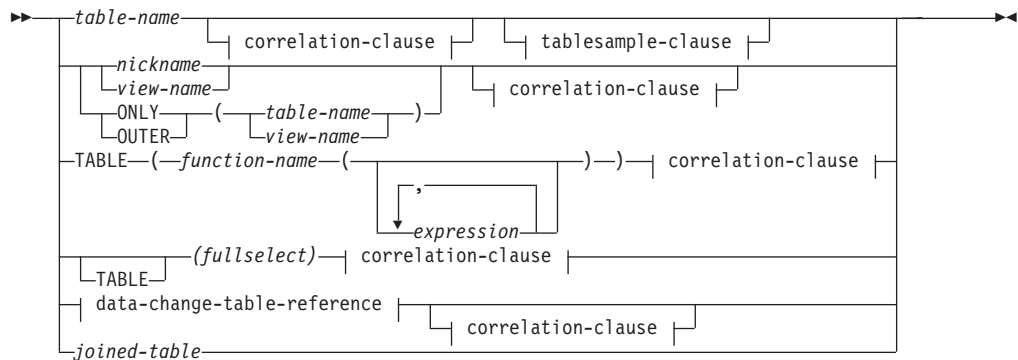 table-name
correlation-clause tablesample-clause
nickname
view-name correlation-clause
ONLY ( table-name )
OUTER view-name
TABLE ( function-name ( ) ) correlation-clause
,
expression
(fullselect) correlation-clause
TABLE
data-change-table-reference
correlation-clause
joined-table